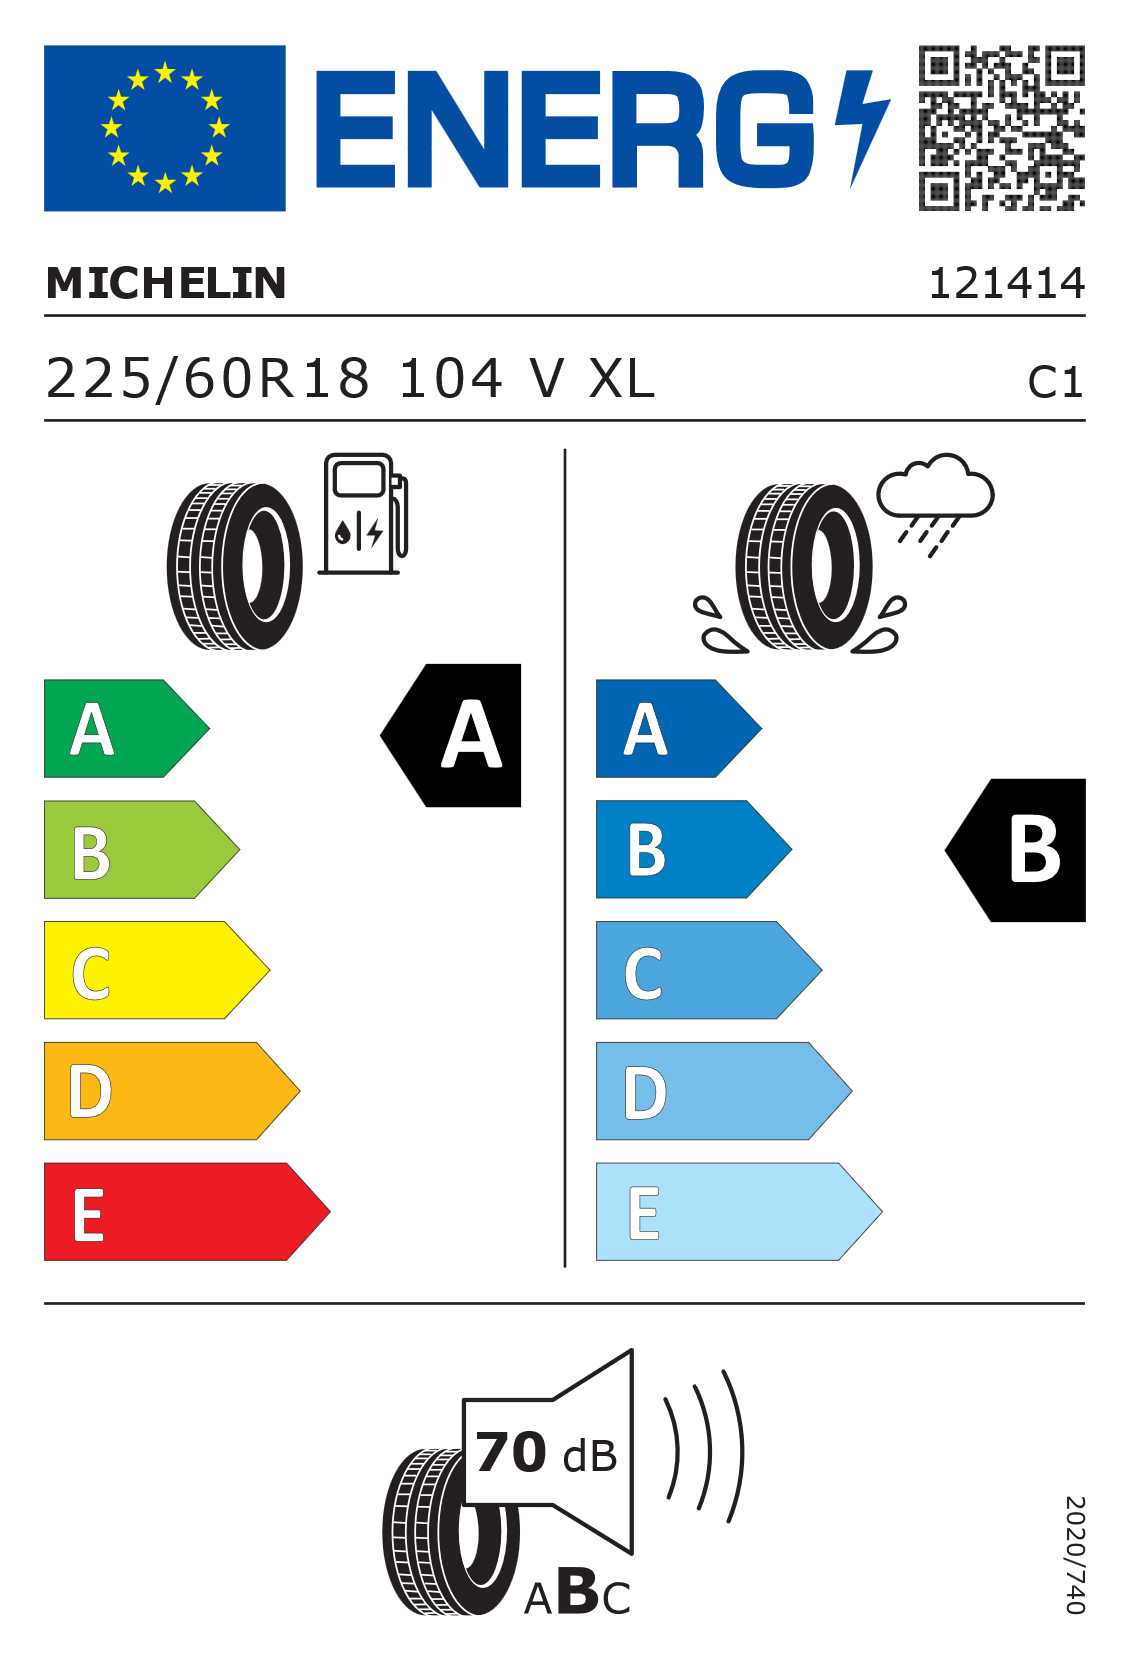 ENERG
MICHELIN 121414
225/60R18 104 V XL C1
A A
B
C
D
E
A
B B
C
D
E
70 dB
ABC
2020/740